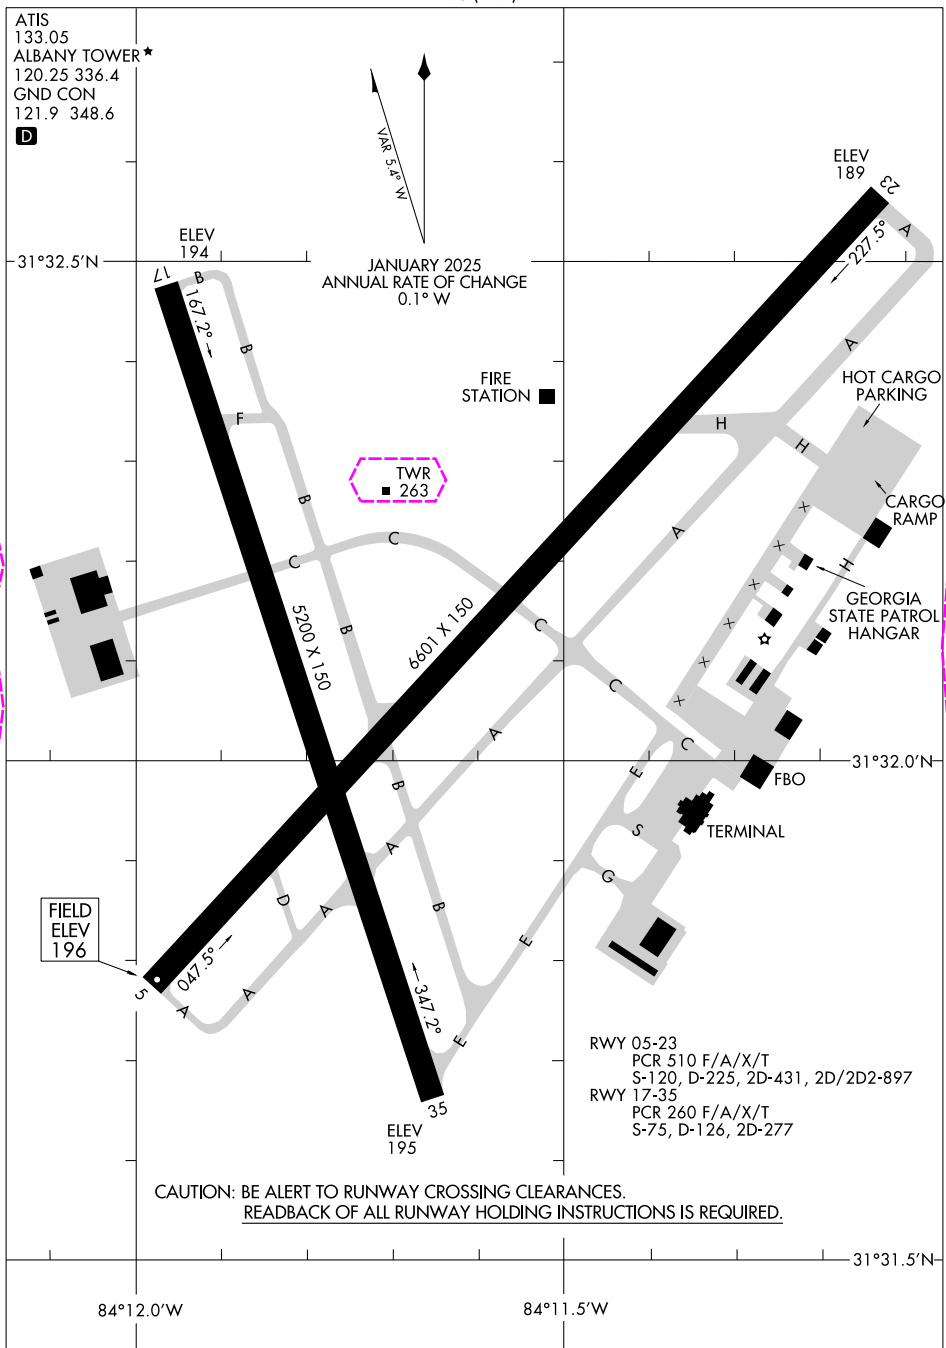 ATIS
133.05
ALBANY TOWER★
120.25 336.4
GND CON
121.9 348.6
D
VAR 5.4° W
JANUARY 2025
ANNUAL RATE OF CHANGE
0.1° W
ELEV
189
23
A
227.5°
ELEV
194
31°32.5'N
17
B
167.2°
B
A
FIRE
STATION
HOT CARGO
PARKING
F
H
H
TWR
263
B
X
CARGO
RAMP
A
C
X
C
H
X
GEORGIA
STATE PATROL
HANGAR
5200 X 150
6601 X 150
B
C
X
X
C
X
A
C
31°32.0'N
E
FBO
B
S
TERMINAL
A
G
D
A
B
FIELD
ELEV
196
E
047.5°
5
A
A
347.2°
E
35
ELEV
195
RWY 05-23
PCR 510 F/A/X/T
S-120, D-225, 2D-431, 2D/2D2-897
RWY 17-35
PCR 260 F/A/X/T
S-75, D-126, 2D-277
CAUTION: BE ALERT TO RUNWAY CROSSING CLEARANCES.
READBACK OF ALL RUNWAY HOLDING INSTRUCTIONS IS REQUIRED.
31°31.5'N
84°12.0'W
84°11.5'W